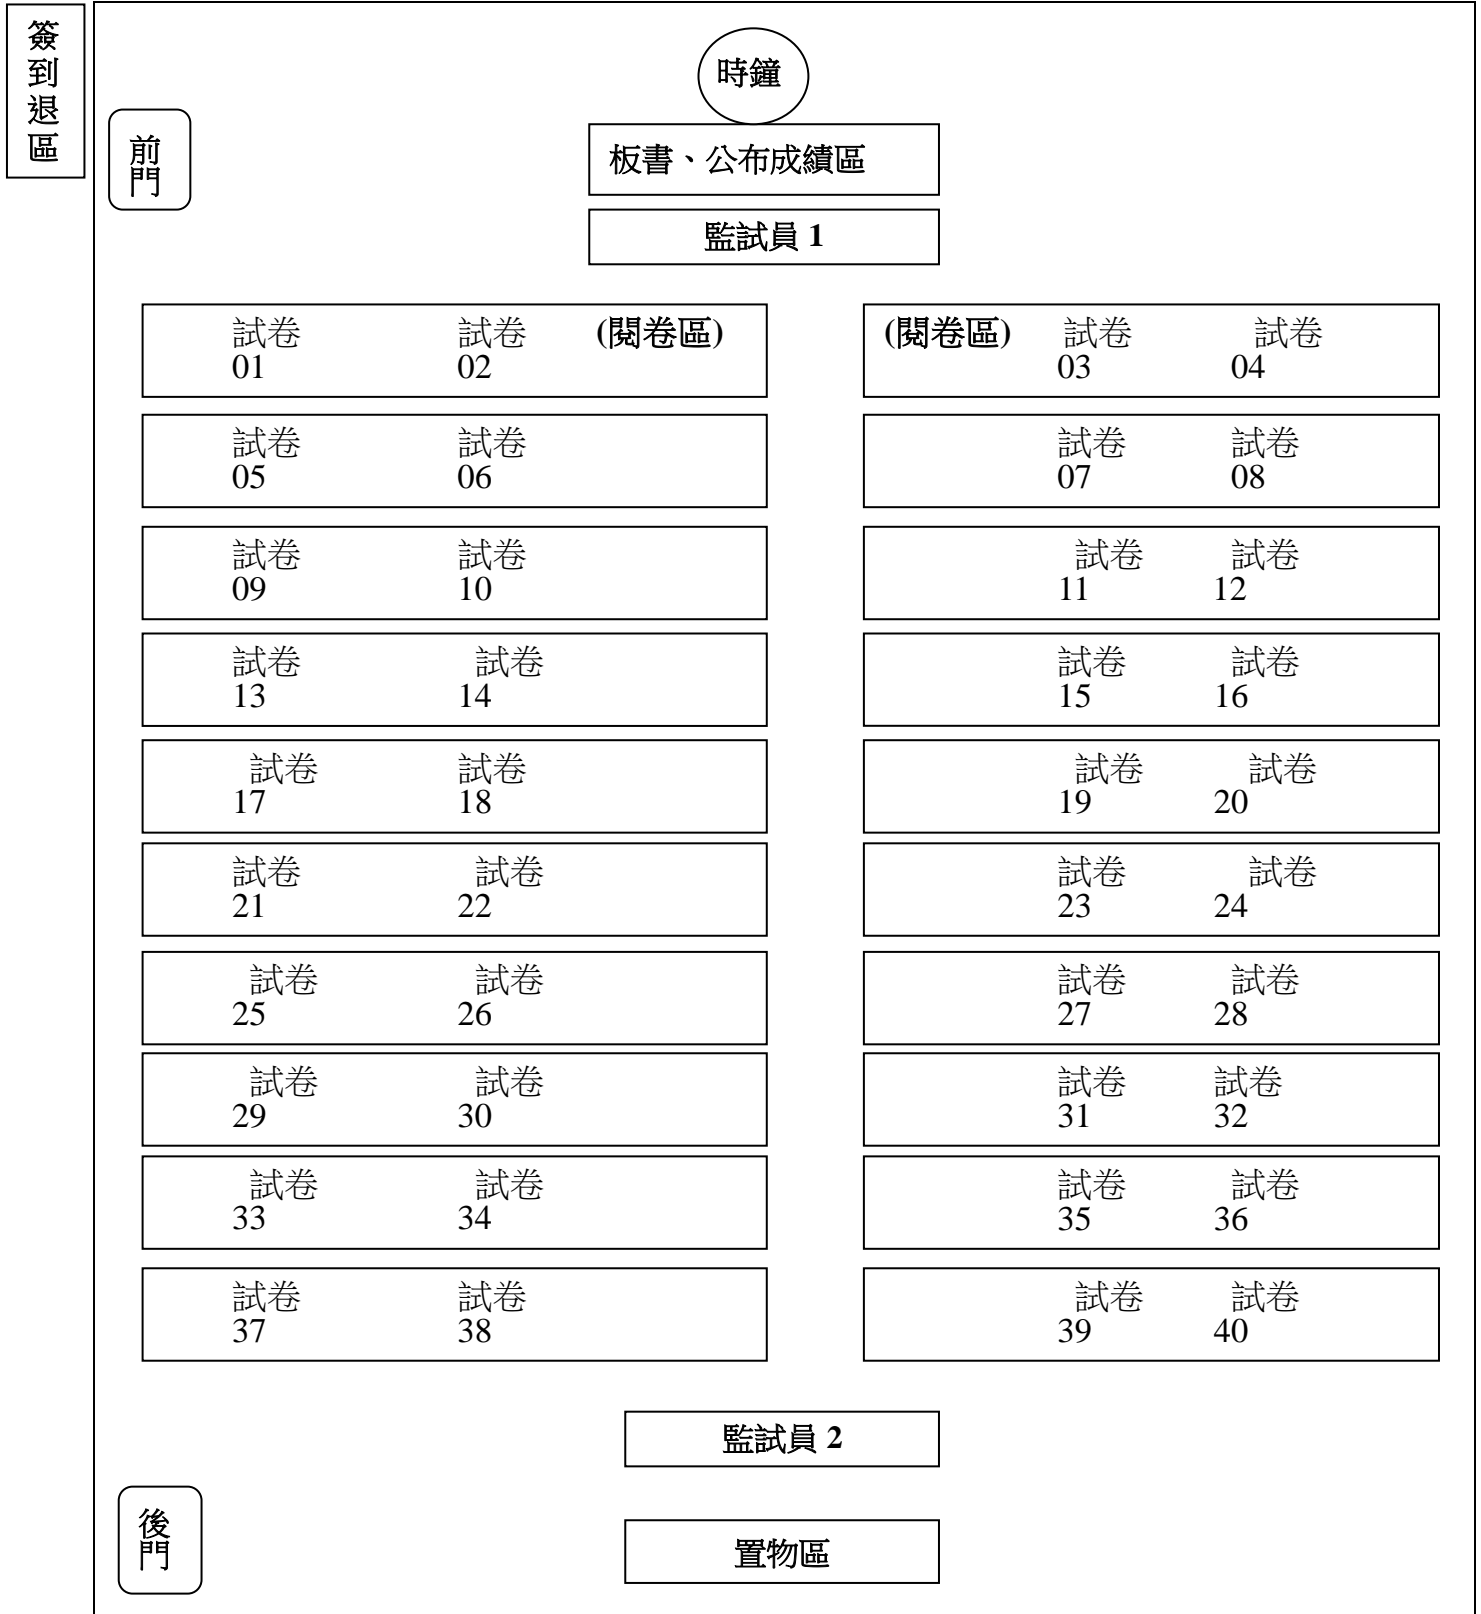 簽到退區
時鐘
前門
板書、公布成績區
監試員 1
試卷 試卷 (閱卷區) (閱卷區) 試卷 試卷
01 02 03 04
試卷 試卷 試卷 試卷
05 06 07 08
試卷 試卷 試卷 試卷
09 10 11 12
試卷 試卷 試卷 試卷
13 14 15 16
試卷 試卷 試卷 試卷
17 18 19 20
試卷 試卷 試卷 試卷
21 22 23 24
試卷 試卷 試卷 試卷
25 26 27 28
試卷 試卷 試卷 試卷
29 30 31 32
試卷 試卷 試卷 試卷
33 34 35 36
試卷 試卷 試卷 試卷
37 38 39 40
監試員 2
後門
置物區